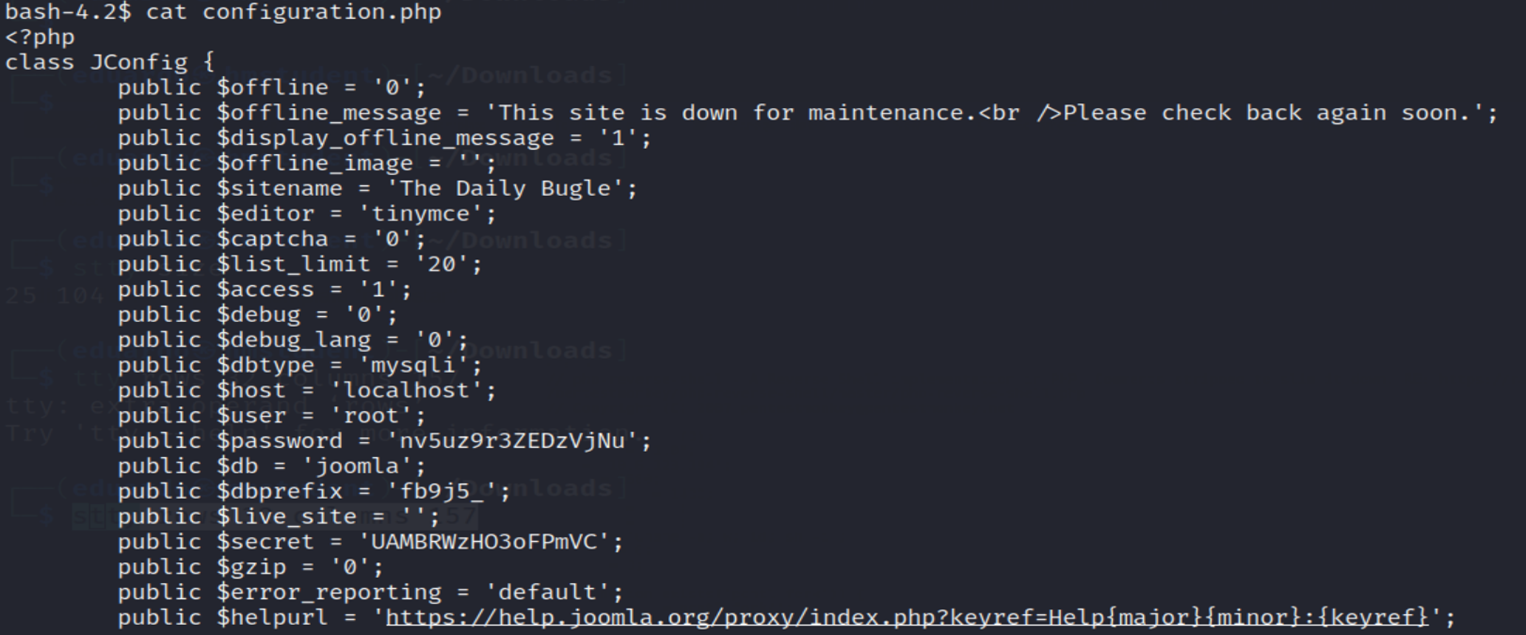 bash-4.2$ cat configuration.php
<?php
class JConfig {
public $offline = '0';
public $offline_message = 'This site is down for maintenance.<br />Please check back again soon.';
public $display_offline_message = '1';
public $offline_image = '';
public $sitename = 'The Daily Bugle';
public $editor = 'tinymce';
public $captcha = '0';
public $list_limit = '20';
public $access = '1';
public $debug = '0';
public $debug_lang = '0';
public $dbtype = 'mysqli';
public $host = 'localhost';
public $user = 'root';
public $password = 'nv5uz9r3ZEDzVjNu';
public $db = 'joomla';
public $dbprefix = 'fb9j5_';
public $live_site = '';
public $secret = 'UAMBRWzHO3oFPmVC';
public $gzip = '0';
public $error_reporting = 'default';
public $helpurl = 'https://help.joomla.org/proxy/index.php?keyref=Help{major}{minor}:{keyref}';